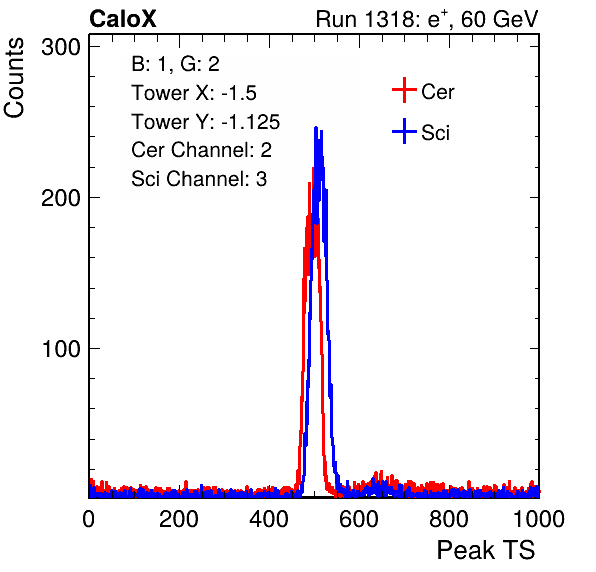 CaloX Run 1318: e⁺, 60 GeV
Counts
300
200
100
B: 1, G: 2
Tower X: -1.5
Tower Y: -1.125
Cer Channel: 2
Sci Channel: 3
Cer
Sci
0 200 400 600 800 1000
Peak TS